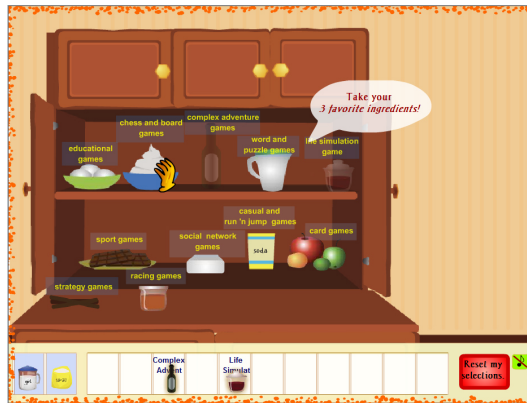 Take your
3 favorite ingredients!
complex adventure
games
chess and board
games
word and
puzzle games
life simulation
game
educational
games
casual and
run 'n jump games
card games
sport games
social network
games
soda
racing games
strategy games
Complex
Advent
Life
Simulat
gel
Reset my
selections.